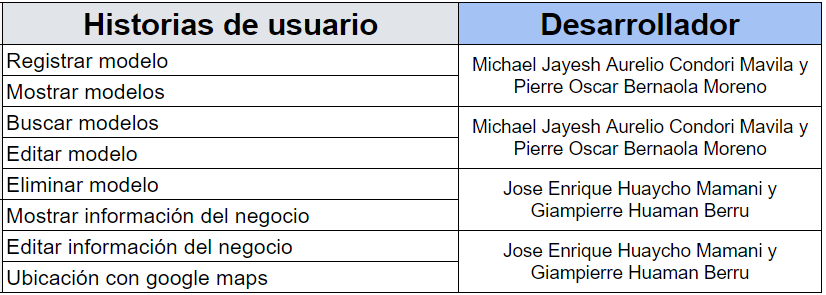 Historias de usuario
Desarrollador
Registrar modelo
Mostrar modelos
Michael Jayesh Aurelio Condori Mavila y
Pierre Oscar Bernaola Moreno
Buscar modelos
Editar modelo
Michael Jayesh Aurelio Condori Mavila y
Pierre Oscar Bernaola Moreno
Eliminar modelo
Mostrar información del negocio
Jose Enrique Huaycho Mamani y
Giampierre Huaman Berru
Editar información del negocio
Ubicación con google maps
Jose Enrique Huaycho Mamani y
Giampierre Huaman Berru